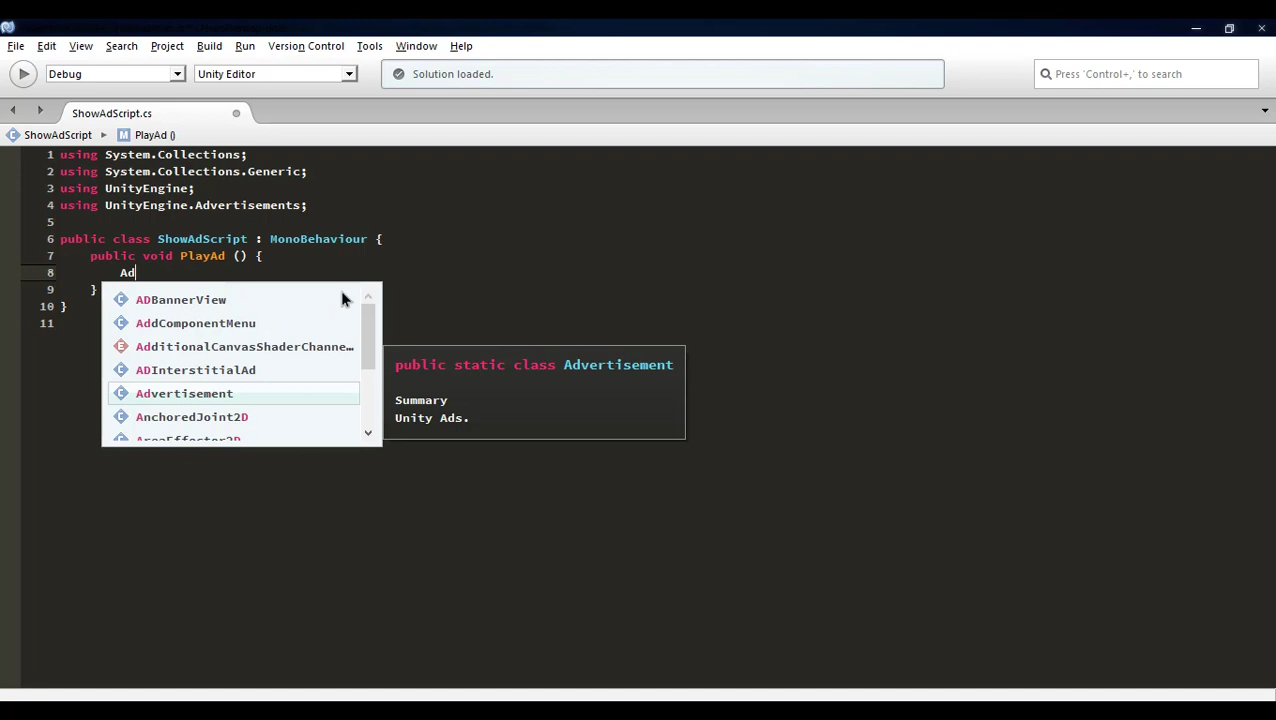 File Edit View Search Project Build Run Version Control Tools Window Help
Debug Unity Editor Solution loaded. Press 'Control+,' to search
ShowAdScript.cs
ShowAdScript PlayAd ()
1 using System.Collections;
2 using System.Collections.Generic;
3 using UnityEngine;
4 using UnityEngine.Advertisements;
5
6 public class ShowAdScript : MonoBehaviour {
7 public void PlayAd () {
8 Ad
9 }
10 }
11
ADBannerView
AddComponentMenu
AdditionalCanvasShaderChanne…
ADInterstitialAd
Advertisement
AnchoredJoint2D
AreaEffector2D
public static class Advertisement
Summary
Unity Ads.